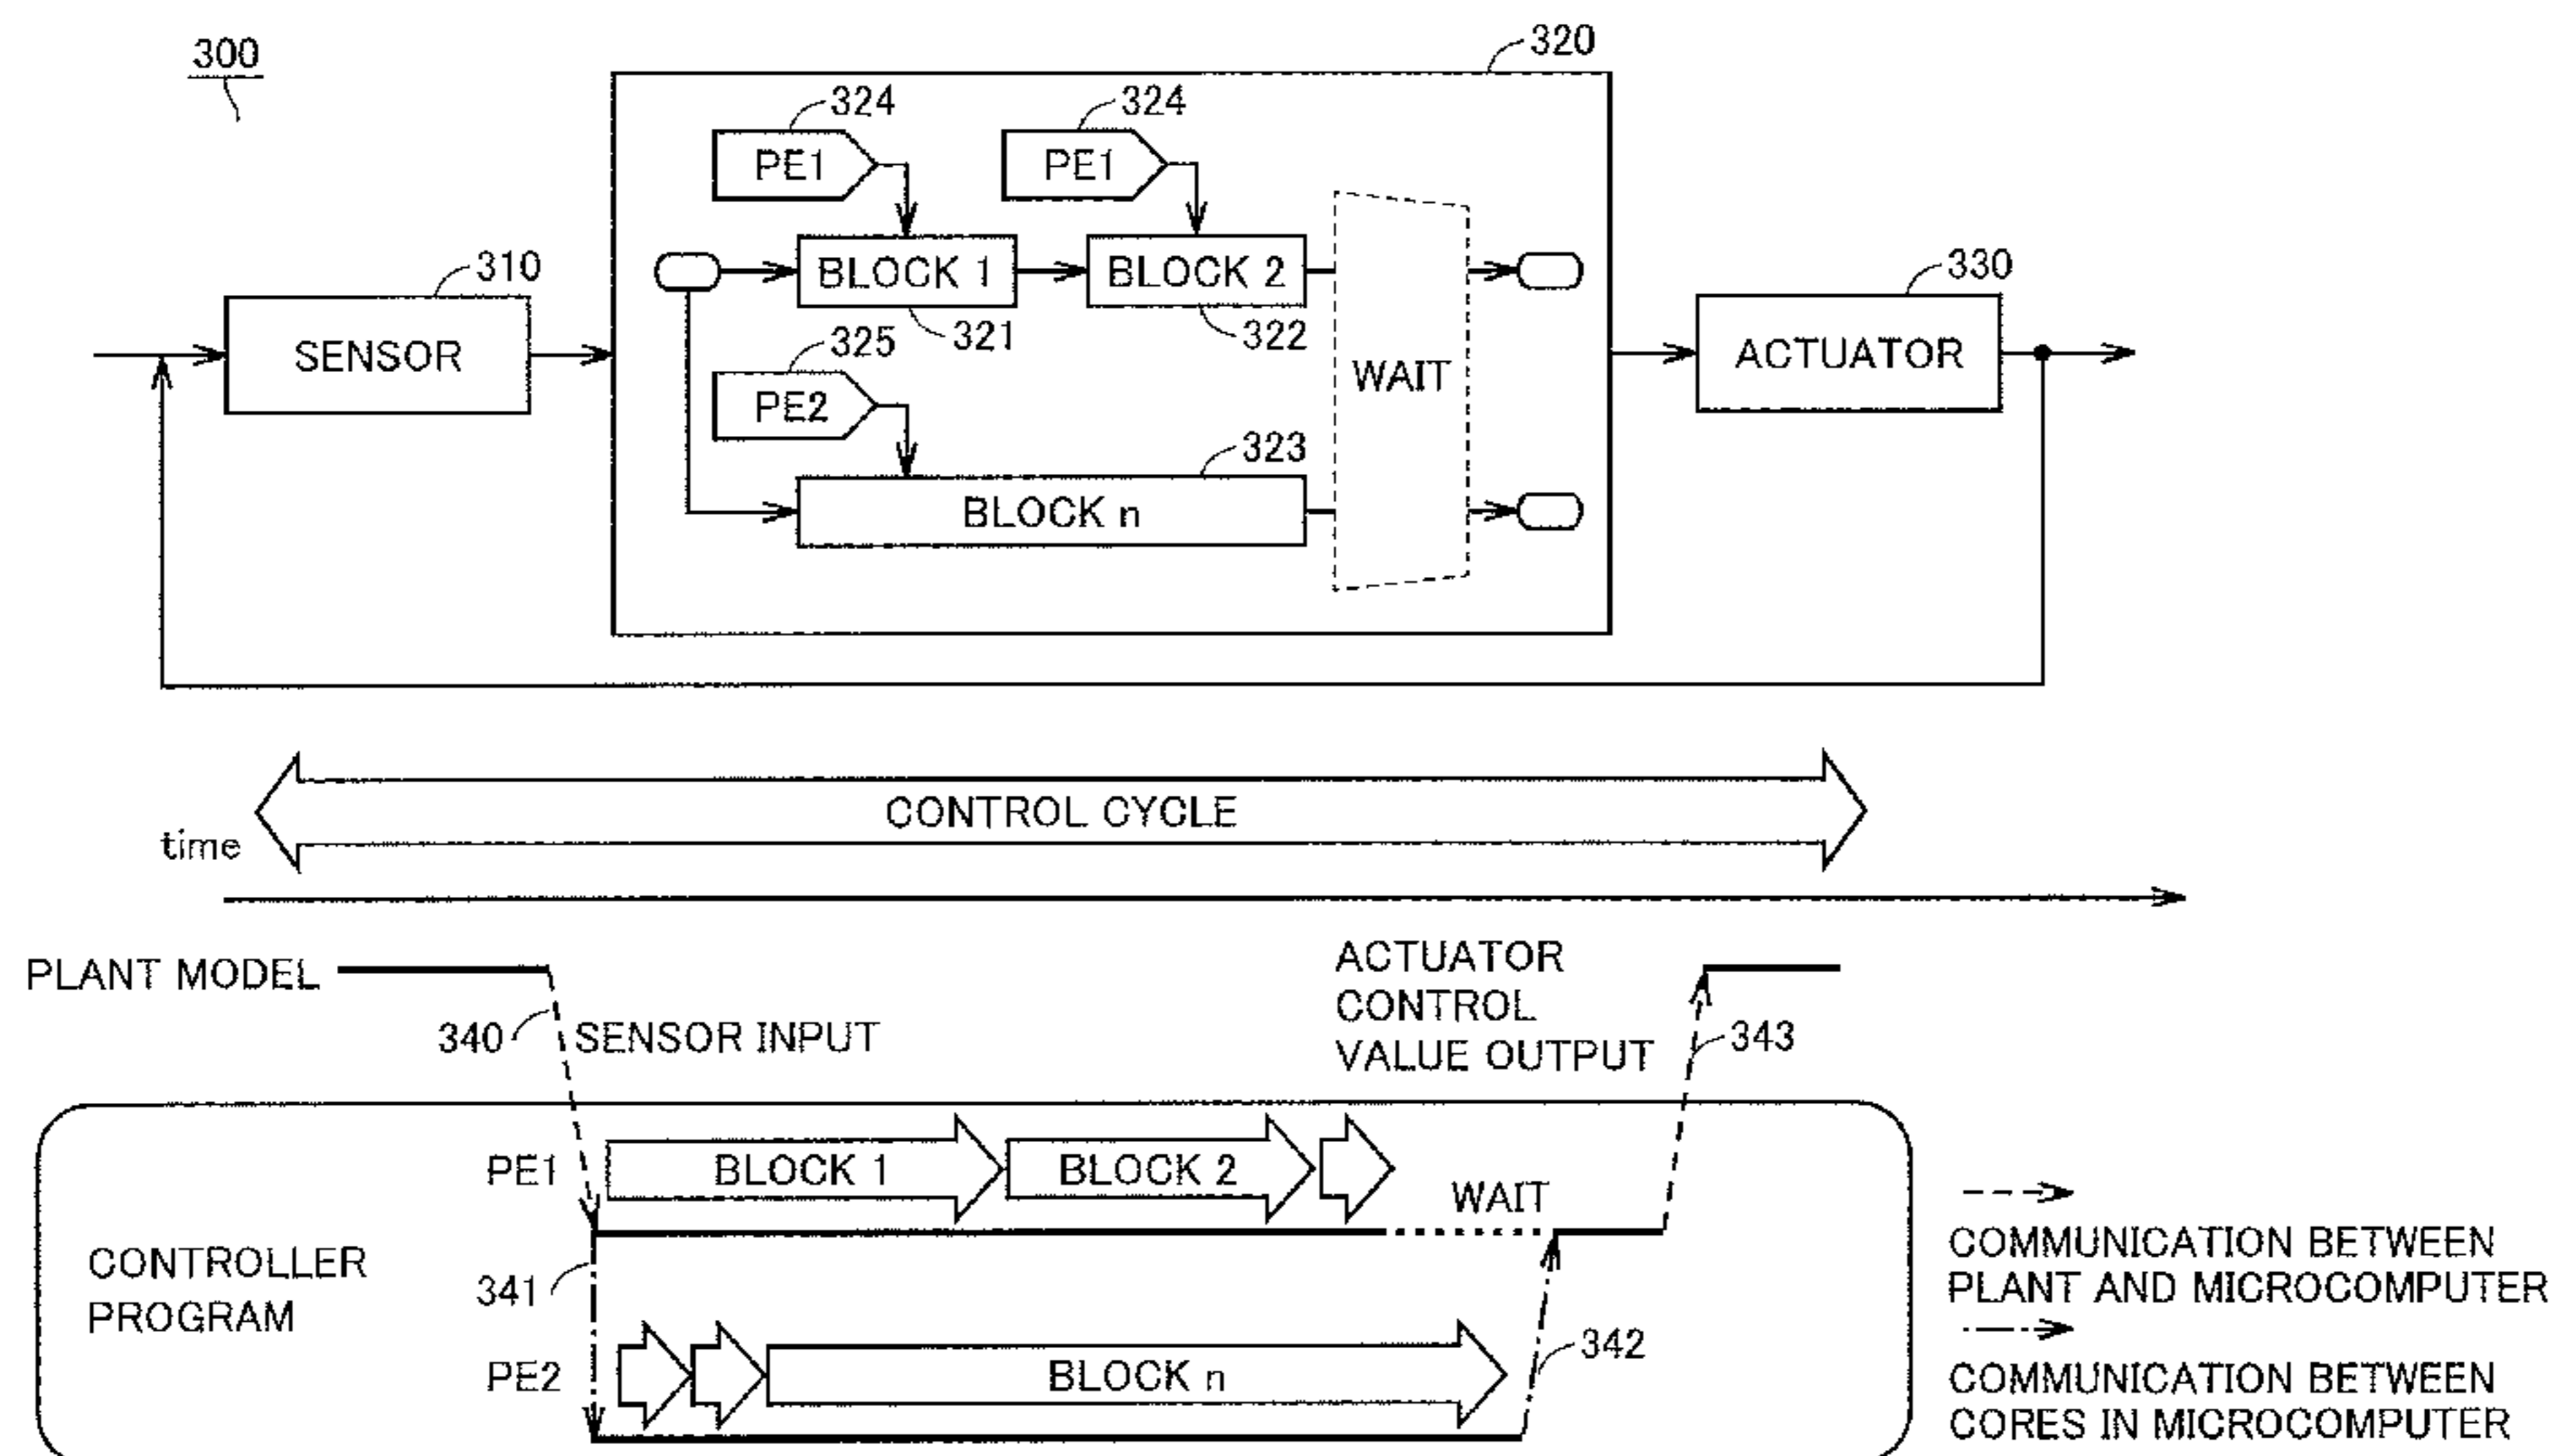 300
320
324
324
PE1
PE1
310
BLOCK 1
BLOCK 2
330
321
322
325
SENSOR
WAIT
ACTUATOR
PE2
323
BLOCK n
CONTROL CYCLE
time
PLANT MODEL
340
SENSOR INPUT
ACTUATOR
CONTROL
VALUE OUTPUT
343
PE1
BLOCK 1
BLOCK 2
WAIT
CONTROLLER
PROGRAM
341
342
PE2
BLOCK n
COMMUNICATION BETWEEN
PLANT AND MICROCOMPUTER
COMMUNICATION BETWEEN
CORES IN MICROCOMPUTER